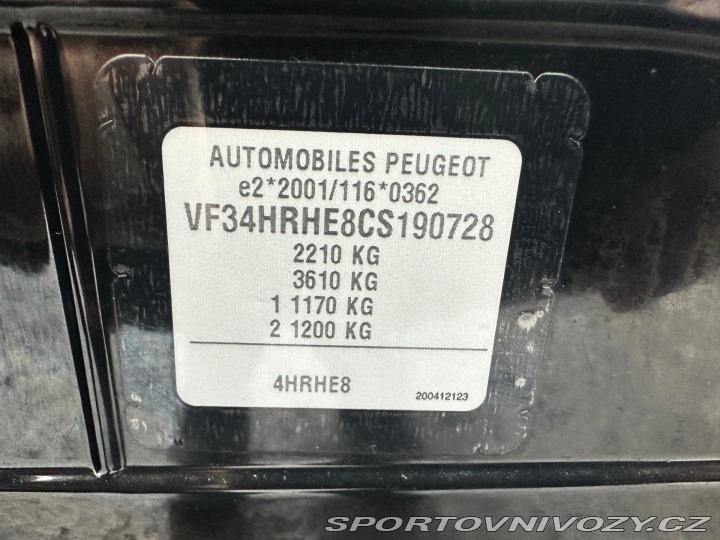 AUTOMOBILES PEUGEOT
e2*2001/116*0362
VF34HRHE8CS190728
2210 KG
3610 KG
1 1170 KG
2 1200 KG
4HRHE8
200412123
SPORTOVNIVOZY.CZ